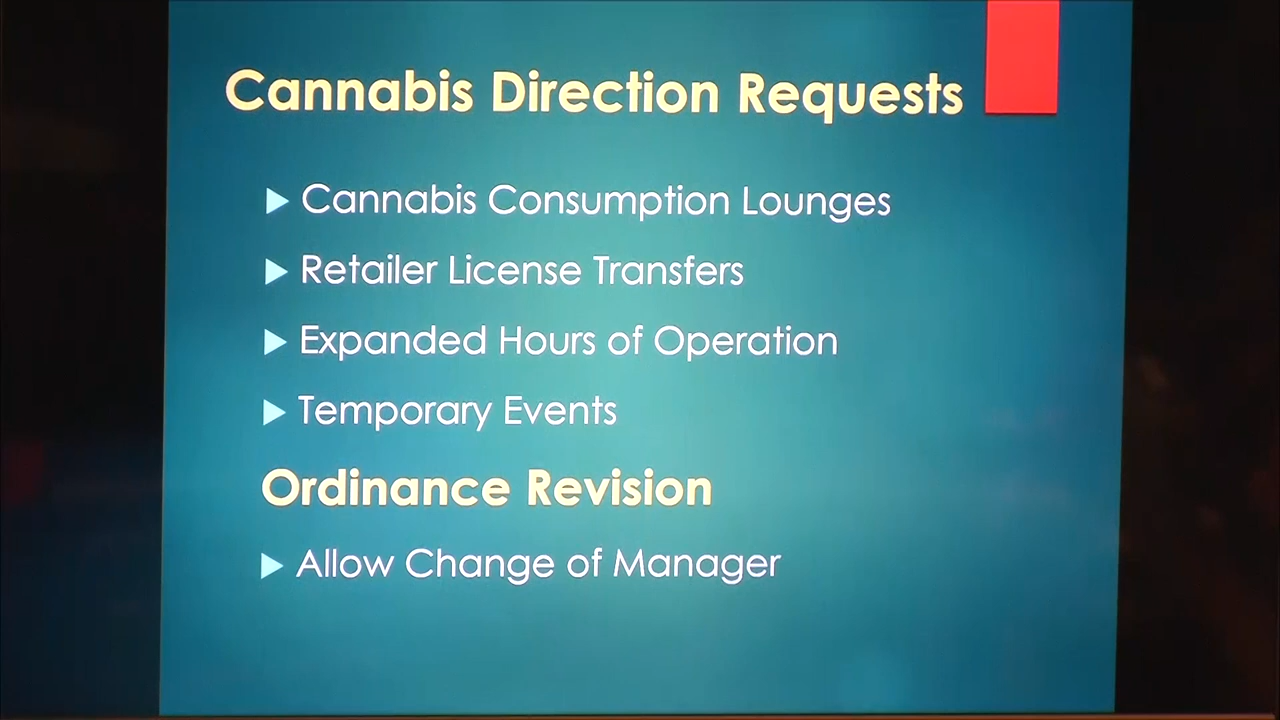 Cannabis Direction Requests
Cannabis Consumption Lounges
Retailer License Transfers
Expanded Hours of Operation
Temporary Events
Ordinance Revision
Allow Change of Manager